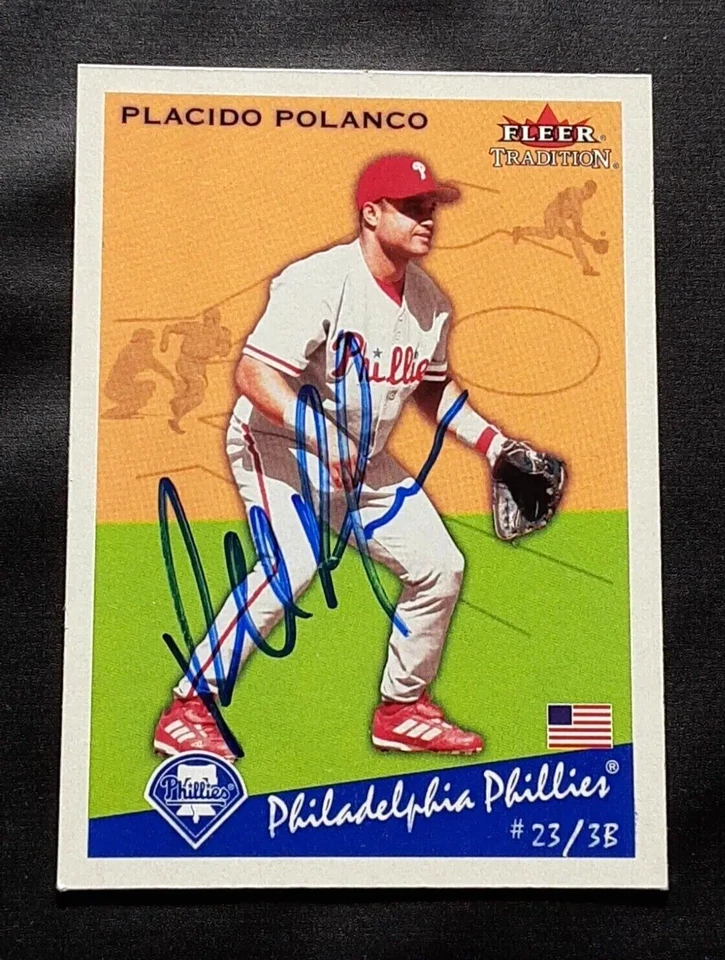 PLACIDO POLANCO
FLEER®
TRADITION®
P
Phillies
Phillies
Philadelphia Phillies®
# 23/3B